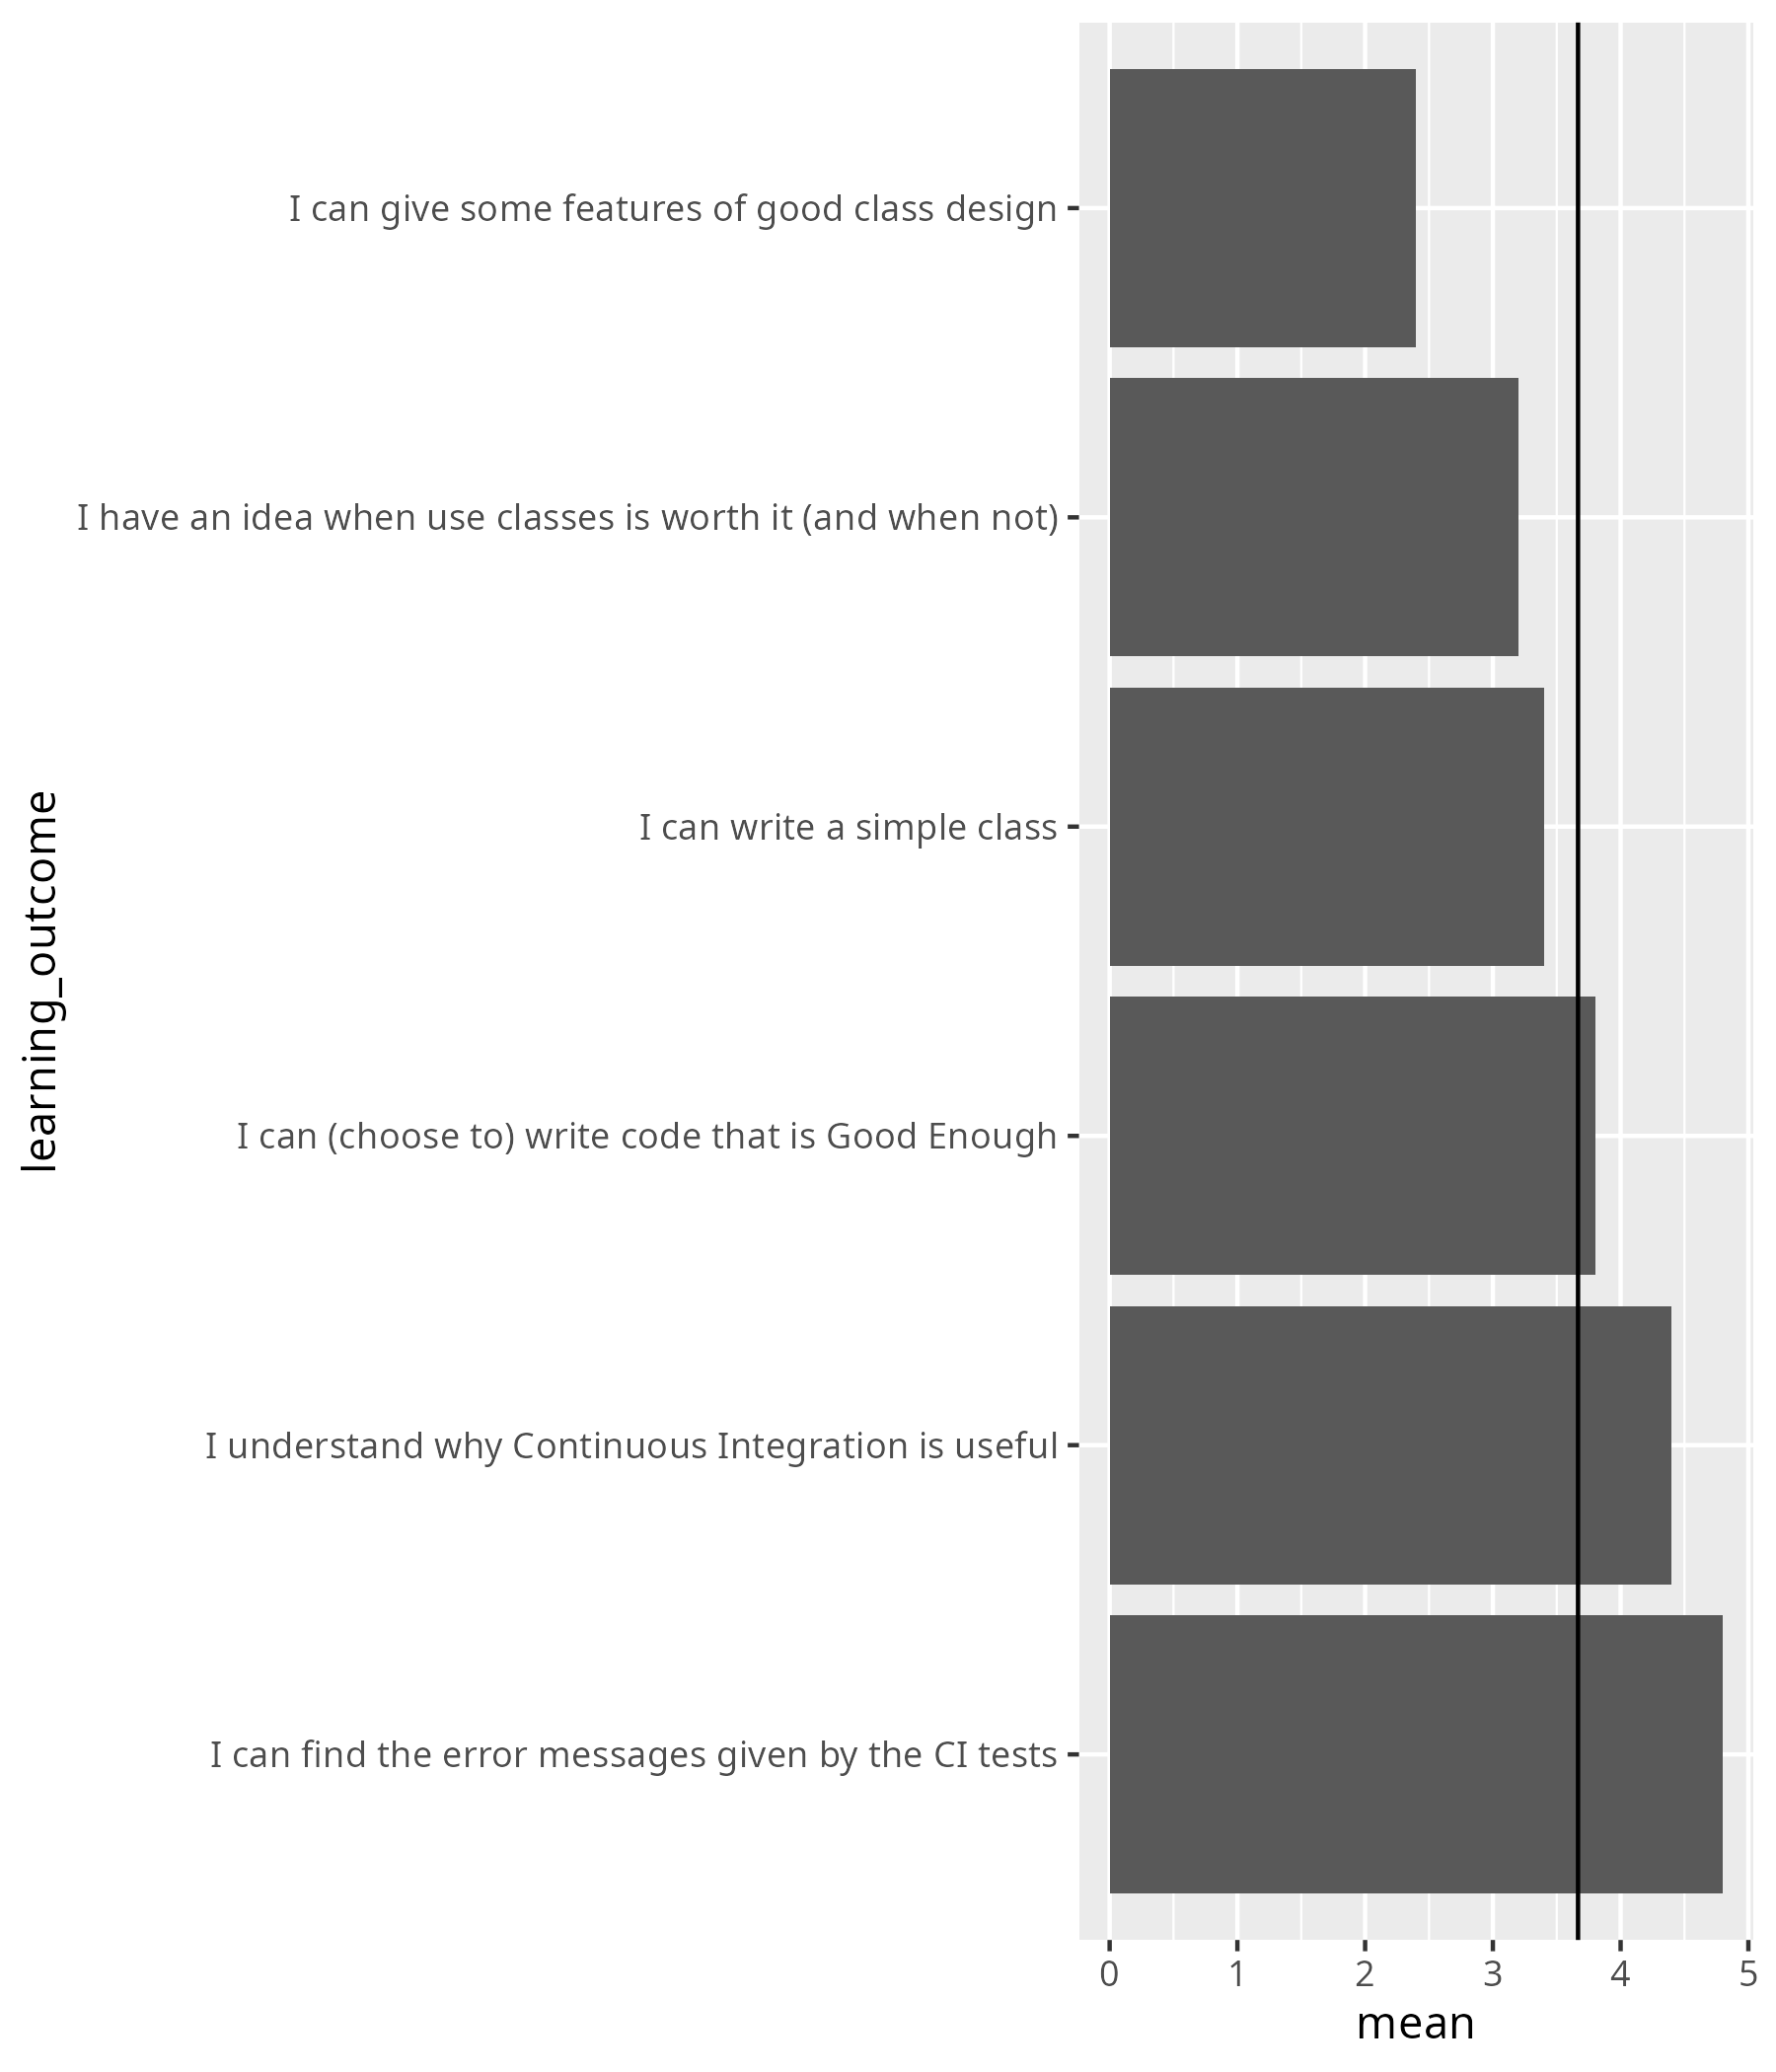 I can give some features of good class design
I have an idea when use classes is worth it (and when not)
I can write a simple class
I can (choose to) write code that is Good Enough
I understand why Continuous Integration is useful
I can find the error messages given by the CI tests
learning_outcome
0 1 2 3 4 5
mean